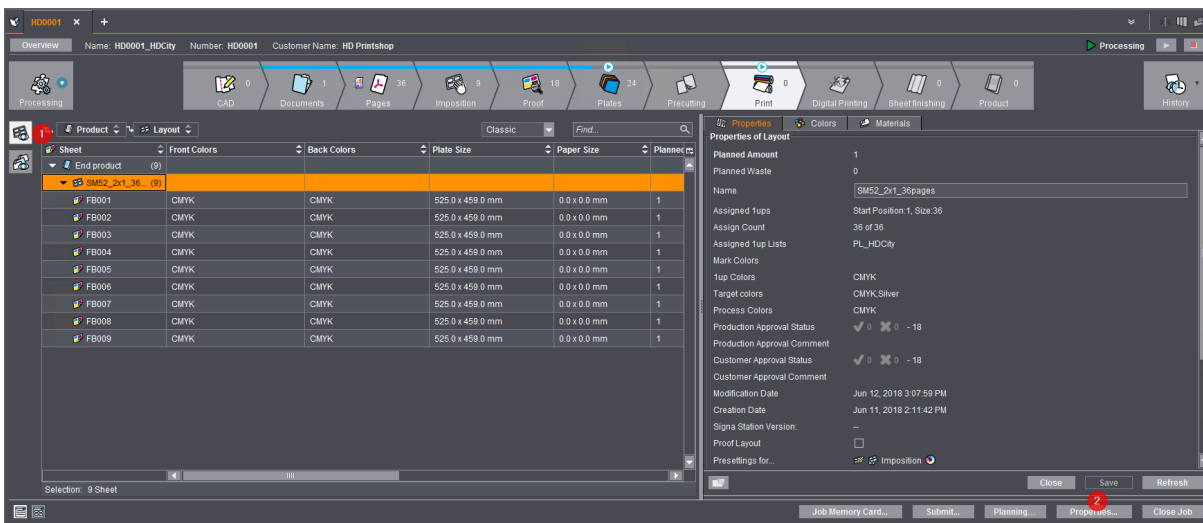 HD0001 × +
Overview Name: HD0001_HDCity Number: HD0001 Customer Name: HD Printshop Processing
Processing CAD 0 Documents 1 Pages 36 Imposition 9 Proof 18 Plates 24 Precutting Print 0 Digital Printing 0 Sheet finishing 0 Product 0 History
1 Product Layout Classic Find...
Properties Colors Materials
Sheet Front Colors Back Colors Plate Size Paper Size Planned
End product (9)
SM52_2x1_36... (9)
FB001 CMYK CMYK 525.0 x 459.0 mm 0.0 x 0.0 mm 1
FB002 CMYK CMYK 525.0 x 459.0 mm 0.0 x 0.0 mm 1
FB003 CMYK CMYK 525.0 x 459.0 mm 0.0 x 0.0 mm 1
FB004 CMYK CMYK 525.0 x 459.0 mm 0.0 x 0.0 mm 1
FB005 CMYK CMYK 525.0 x 459.0 mm 0.0 x 0.0 mm 1
FB006 CMYK CMYK 525.0 x 459.0 mm 0.0 x 0.0 mm 1
FB007 CMYK CMYK 525.0 x 459.0 mm 0.0 x 0.0 mm 1
FB008 CMYK CMYK 525.0 x 459.0 mm 0.0 x 0.0 mm 1
FB009 CMYK CMYK 525.0 x 459.0 mm 0.0 x 0.0 mm 1
Selection: 9 Sheet
Properties of Layout
Planned Amount 1
Planned Waste 0
Name SM52_2x1_36pages
Assigned 1ups Start Position:1, Size:36
Assign Count 36 of 36
Assigned 1up Lists PL_HDCity
Mark Colors
1up Colors CMYK
Target colors CMYK,Silver
Process Colors CMYK
Production Approval Status 0 0 - 18
Production Approval Comment
Customer Approval Status 0 0 - 18
Customer Approval Comment
Modification Date Jun 12, 2018 3:07:59 PM
Creation Date Jun 11, 2018 2:11:42 PM
Signa Station Version: --
Proof Layout
Presettings for... Imposition
Close Save Refresh
2
Job Memory Card... Submit... Planning... Properties... Close Job